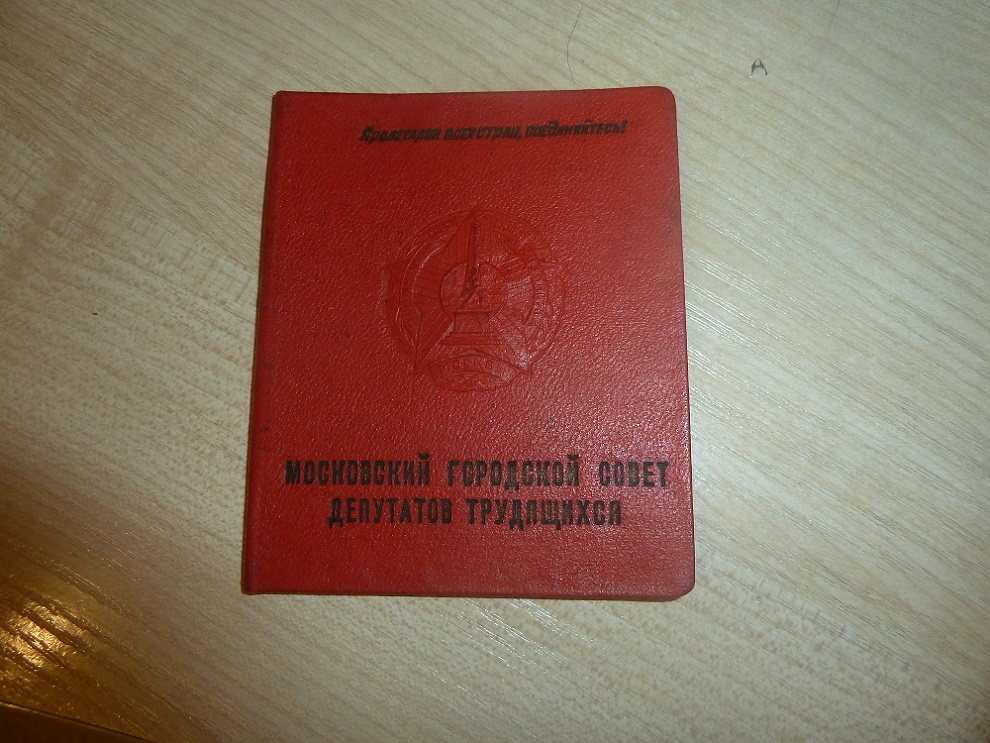 Пролетарии всех стран, соединяйтесь!
МОСКОВСКИЙ ГОРОДСКОЙ СОВЕТ
ДЕПУТАТОВ ТРУДЯЩИХСЯ